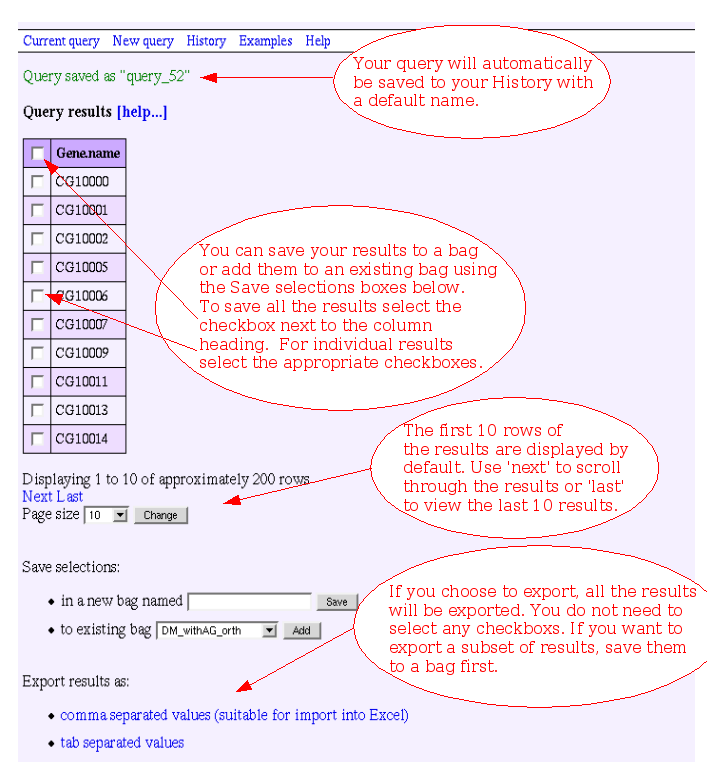 Current query New query History Examples Help
Query saved as "query_52"
Your query will automatically
be saved to your History with
a default name.
Query results [help...]
Gene.name
CG10000
CG10001
CG10002
CG10005
CG10006
CG10007
CG10009
CG10011
CG10013
CG10014
You can save your results to a bag
or add them to an existing bag using
the Save selections boxes below.
To save all the results select the
checkbox next to the column
heading. For individual results
select the appropriate checkboxes.
The first 10 rows of
the results are displayed by
default. Use 'next' to scroll
through the results or 'last'
to view the last 10 results.
Displaying 1 to 10 of approximately 200 rows
Next Last
Page size 10 Change
Save selections:
• in a new bag named Save
• to existing bag DM_withAG_orth Add
If you choose to export, all the results
will be exported. You do not need to
select any checkboxs. If you want to
export a subset of results, save them
to a bag first.
Export results as:
• comma separated values (suitable for import into Excel)
• tab separated values